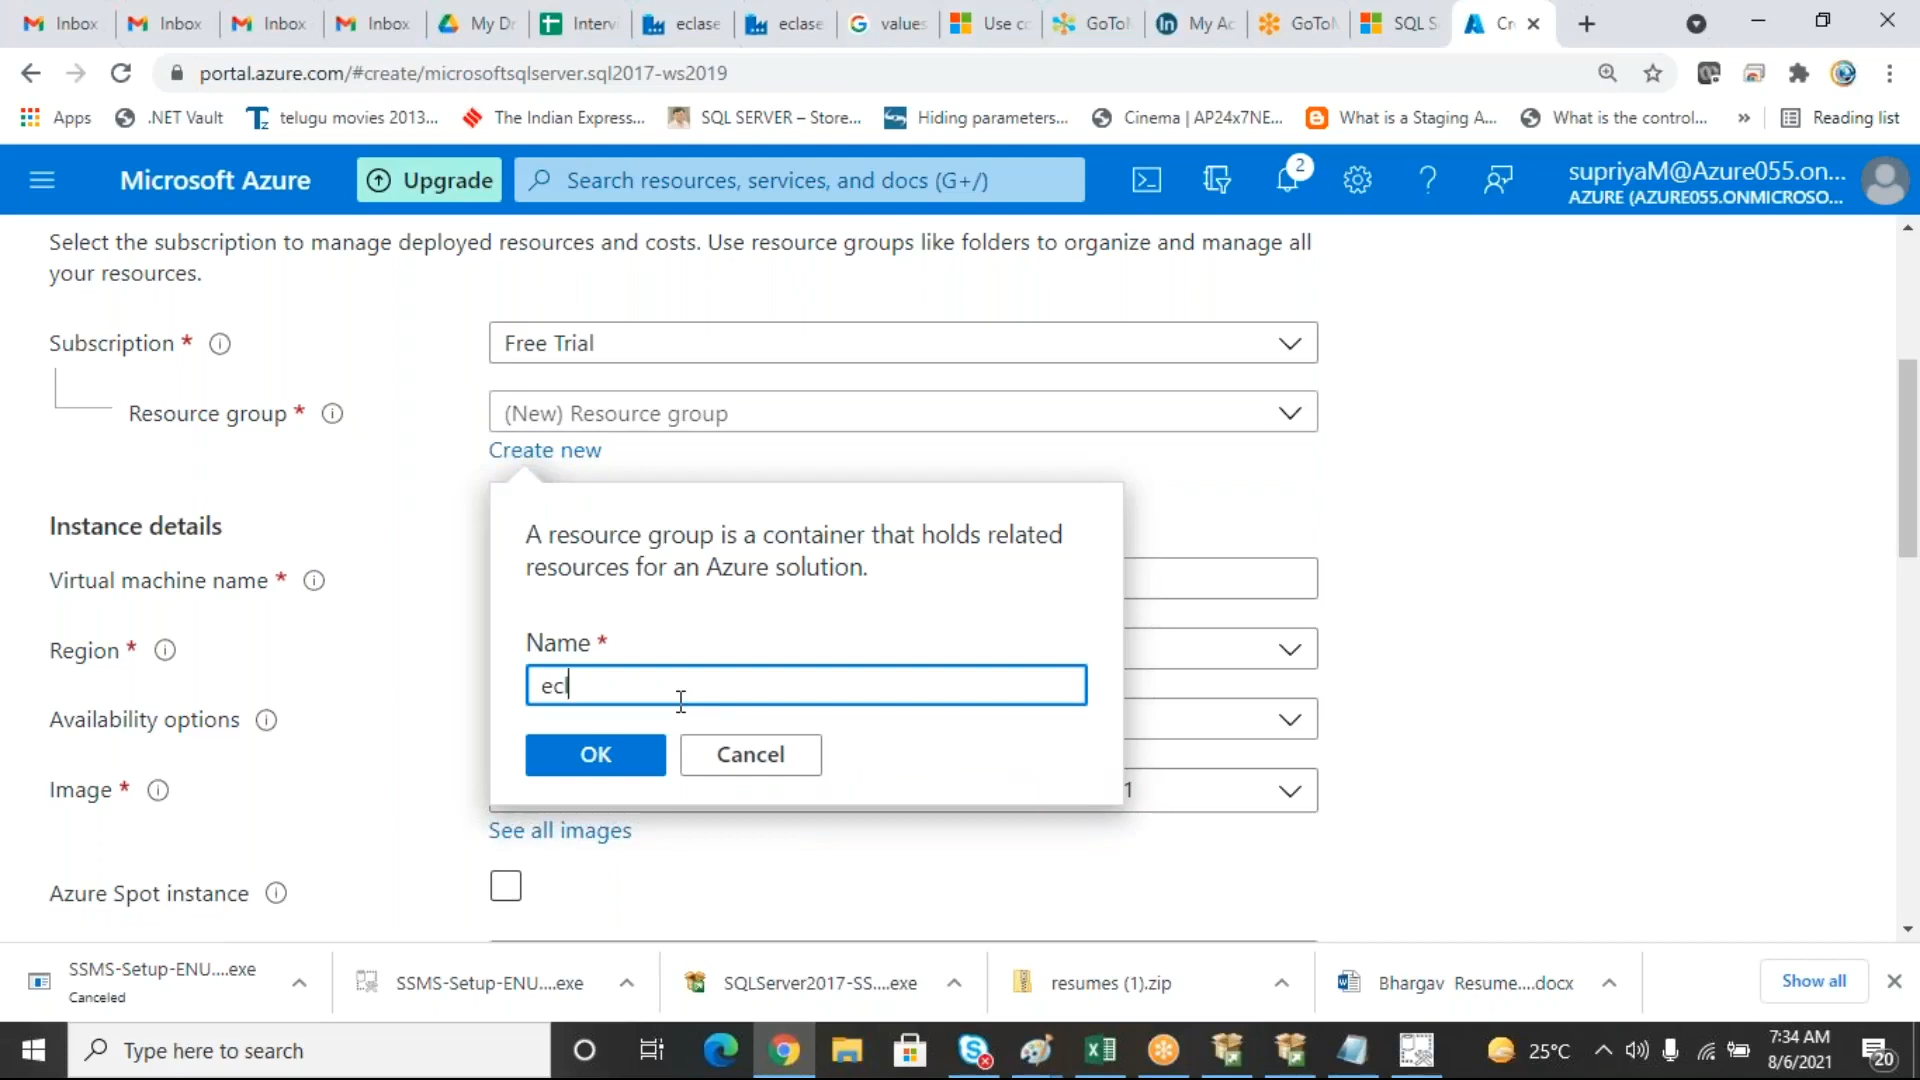 Inbox
Inbox
Inbox
Inbox
My Dr
Intervi
eclase
eclase
values
Use co
GoToM
My Ac
GoToM
SQL S
Cre
portal.azure.com/#create/microsoftsqlserver.sql2017-ws2019
Apps
.NET Vault
telugu movies 2013...
The Indian Express...
SQL SERVER – Store...
Hiding parameters...
Cinema | AP24x7NE...
What is a Staging A...
What is the control...
»
Reading list
Microsoft Azure
Upgrade
Search resources, services, and docs (G+/)
2
supriyaM@Azure055.on...
AZURE (AZURE055.ONMICROSO...
Select the subscription to manage deployed resources and costs. Use resource groups like folders to organize and manage all
your resources.
Subscription *
Free Trial
Resource group *
(New) Resource group
Create new
A resource group is a container that holds related
resources for an Azure solution.
Name *
ecl
OK
Cancel
Instance details
Virtual machine name *
Region *
Availability options
Image *
1
See all images
Azure Spot instance
SSMS-Setup-ENU....exe
Canceled
SSMS-Setup-ENU....exe
SQLServer2017-SS....exe
resumes (1).zip
Bhargav Resume....docx
Show all
Type here to search
25°C
7:34 AM
8/6/2021
20